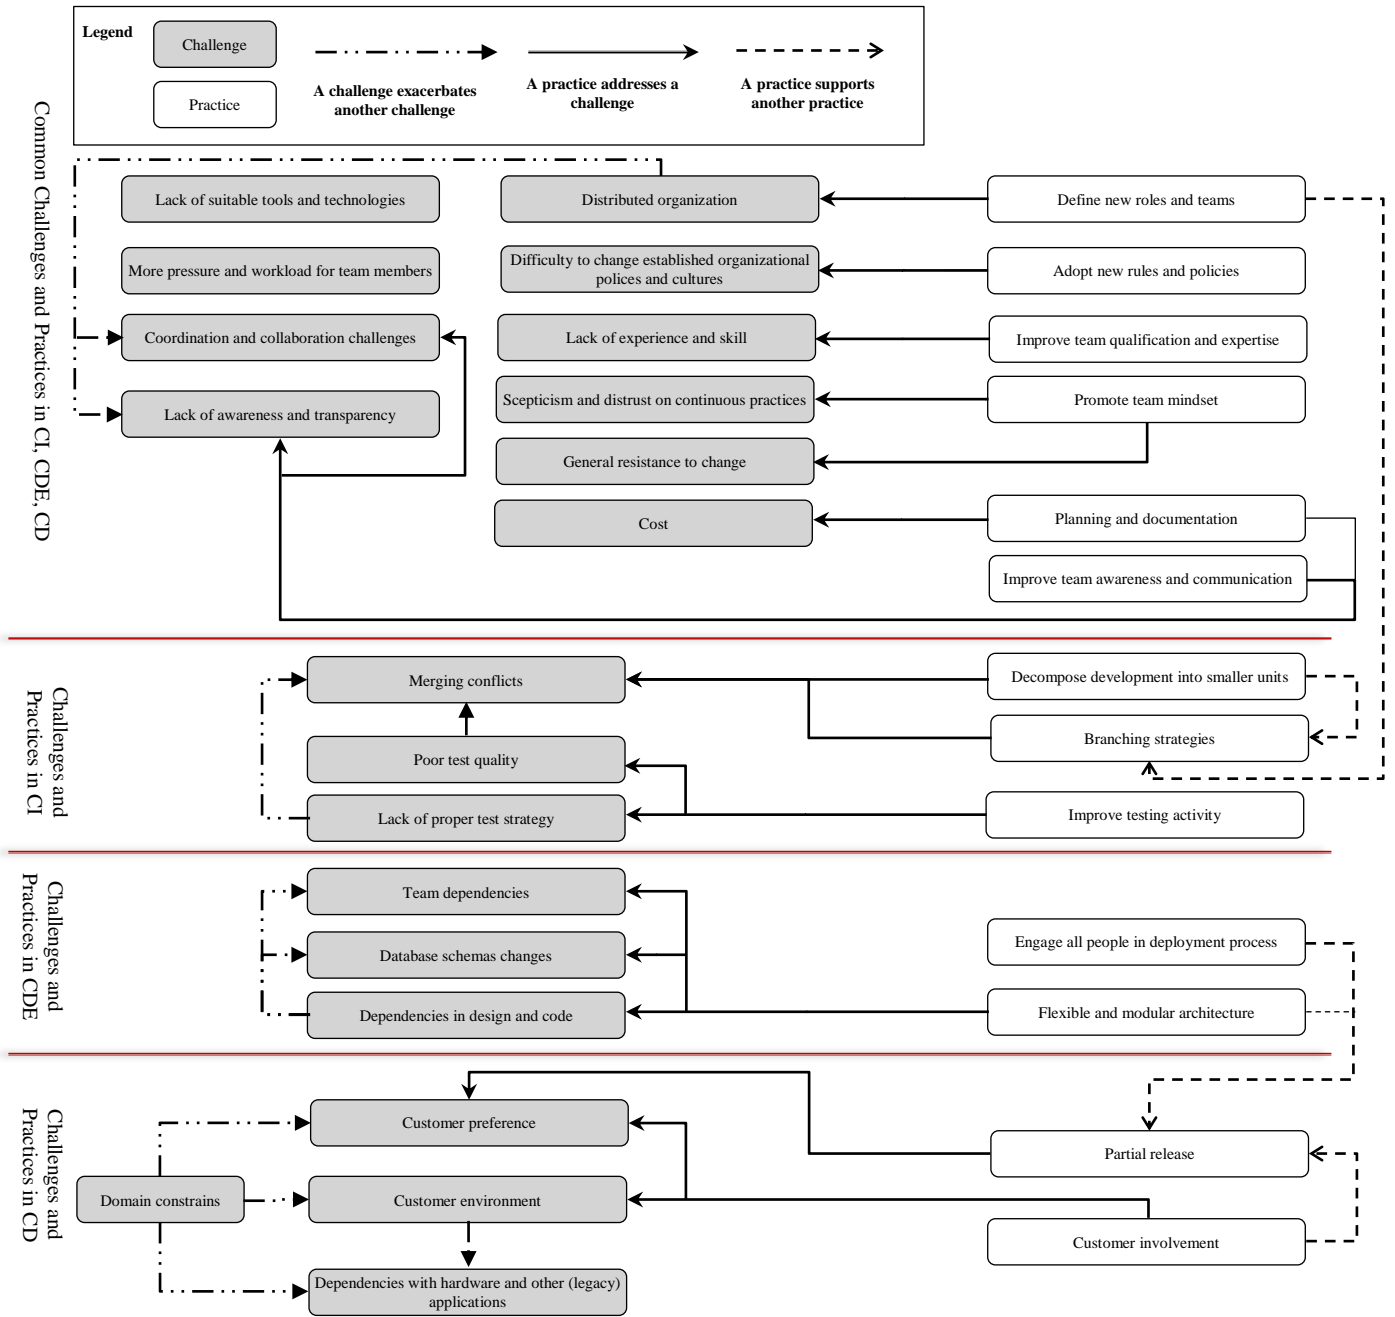 Legend
Challenge
Practice
A challenge exacerbates
another challenge
A practice addresses a
challenge
A practice supports
another practice
Common Challenges and Practices in CI, CDE, CD
Lack of suitable tools and technologies
Distributed organization
Define new roles and teams
More pressure and workload for team members
Difficulty to change established organizational
polices and cultures
Adopt new rules and policies
Coordination and collaboration challenges
Lack of experience and skill
Improve team qualification and expertise
Lack of awareness and transparency
Scepticism and distrust on continuous practices
Promote team mindset
General resistance to change
Cost
Planning and documentation
Improve team awareness and communication
Challenges and
Practices in CI
Merging conflicts
Decompose development into smaller units
Poor test quality
Branching strategies
Lack of proper test strategy
Improve testing activity
Challenges and
Practices in CDE
Team dependencies
Database schemas changes
Engage all people in deployment process
Dependencies in design and code
Flexible and modular architecture
Challenges and
Practices in CD
Customer preference
Partial release
Domain constrains
Customer environment
Customer involvement
Dependencies with hardware and other (legacy)
applications